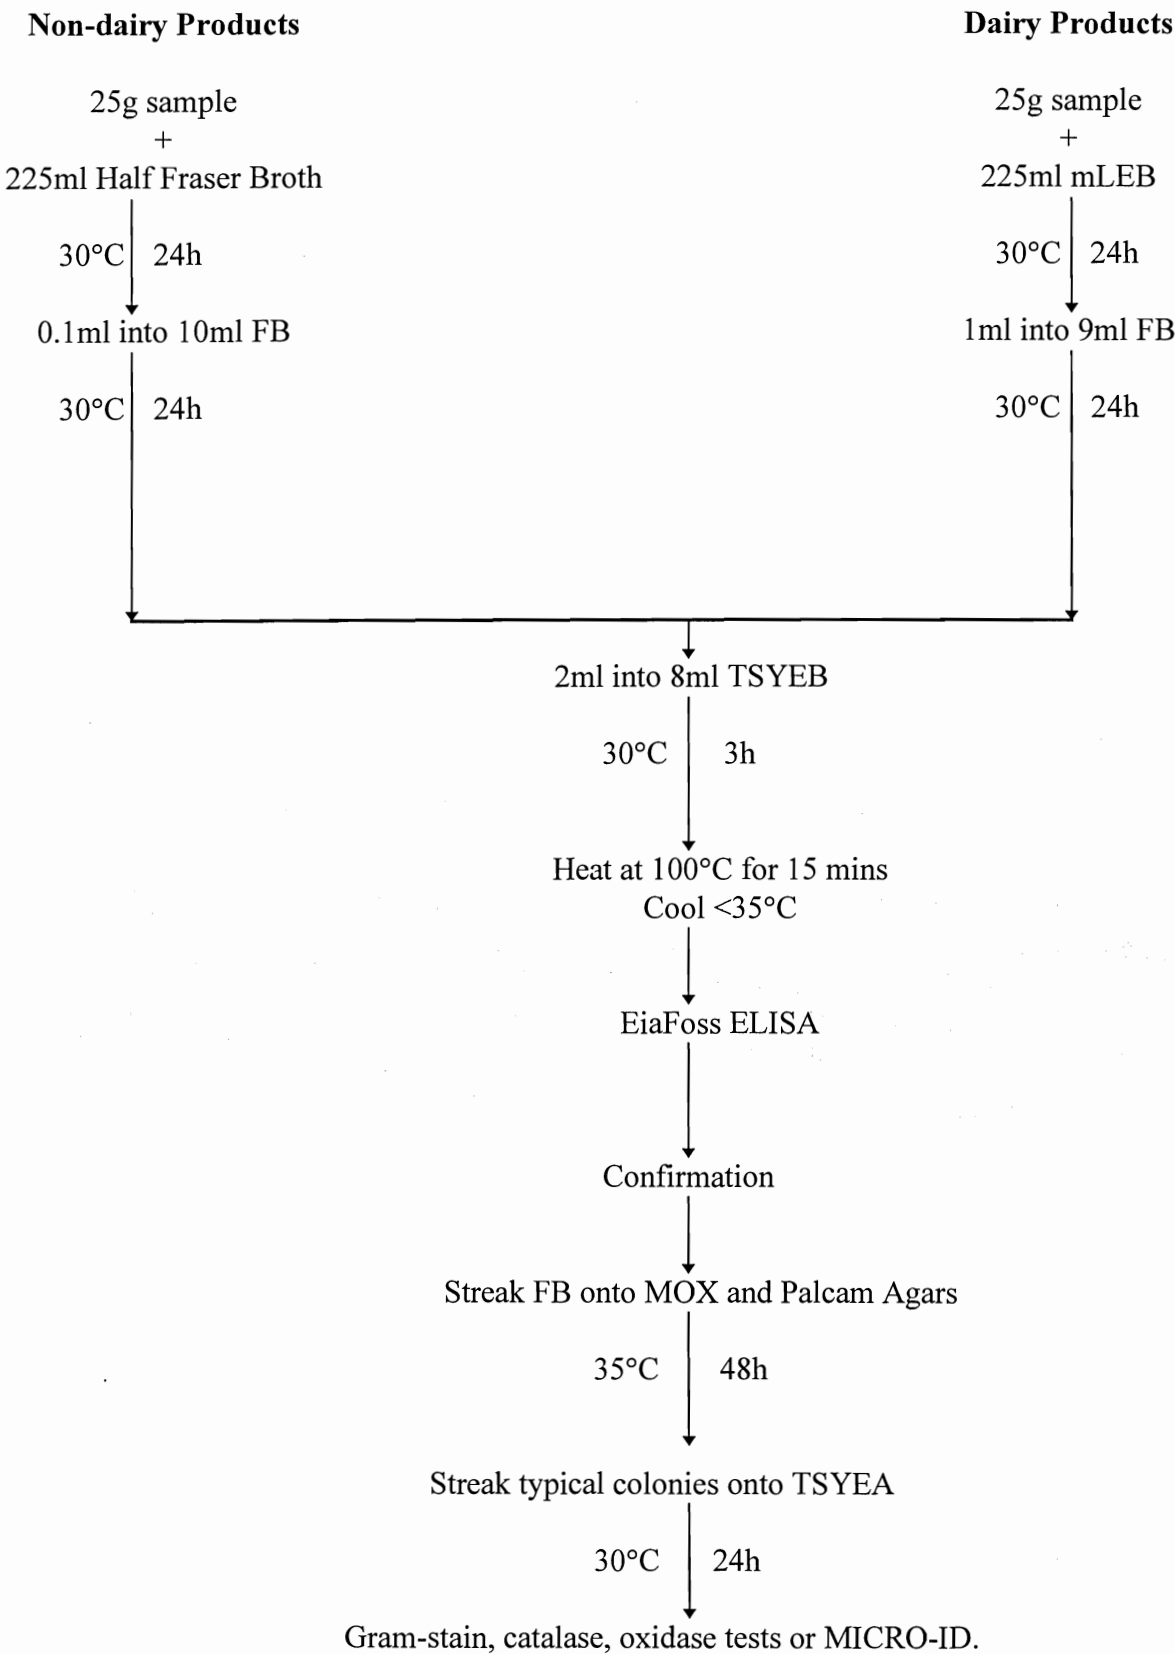 Non-dairy Products
25g sample
+
225ml Half Fraser Broth
30°C 24h
0.1ml into 10ml FB
30°C 24h
Dairy Products
25g sample
+
225ml mLEB
30°C 24h
1ml into 9ml FB
30°C 24h
2ml into 8ml TSYEB
30°C 3h
Heat at 100°C for 15 mins
Cool <35°C
EiaFoss ELISA
Confirmation
Streak FB onto MOX and Palcam Agars
35°C 48h
Streak typical colonies onto TSYEA
30°C 24h
Gram-stain, catalase, oxidase tests or MICRO-ID.